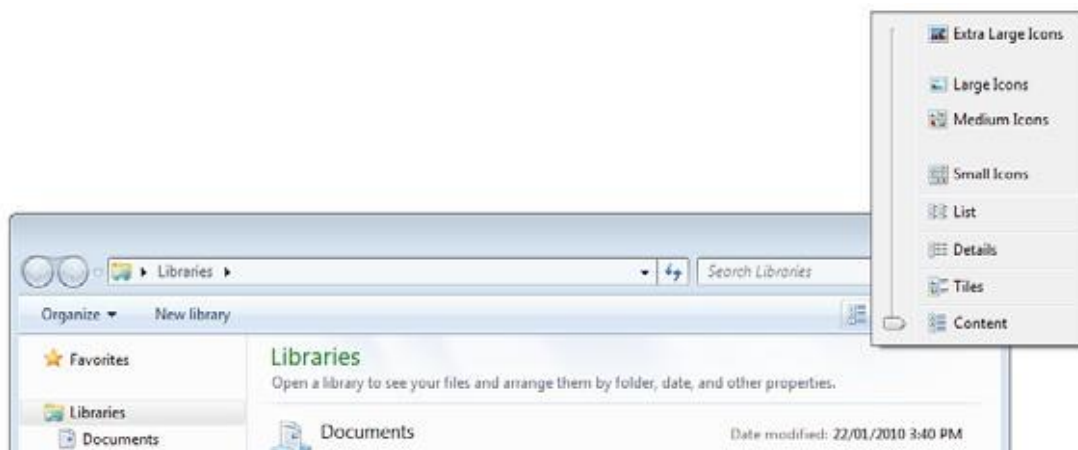 Extra Large Icons
Large Icons
Medium Icons
Small Icons
List
Details
Tiles
Content
Libraries
Search Libraries
Organize
New library
Favorites
Libraries
Documents
Libraries
Open a library to see your files and arrange them by folder, date, and other properties.
Documents
Date modified: 22/01/2010 3:40 PM